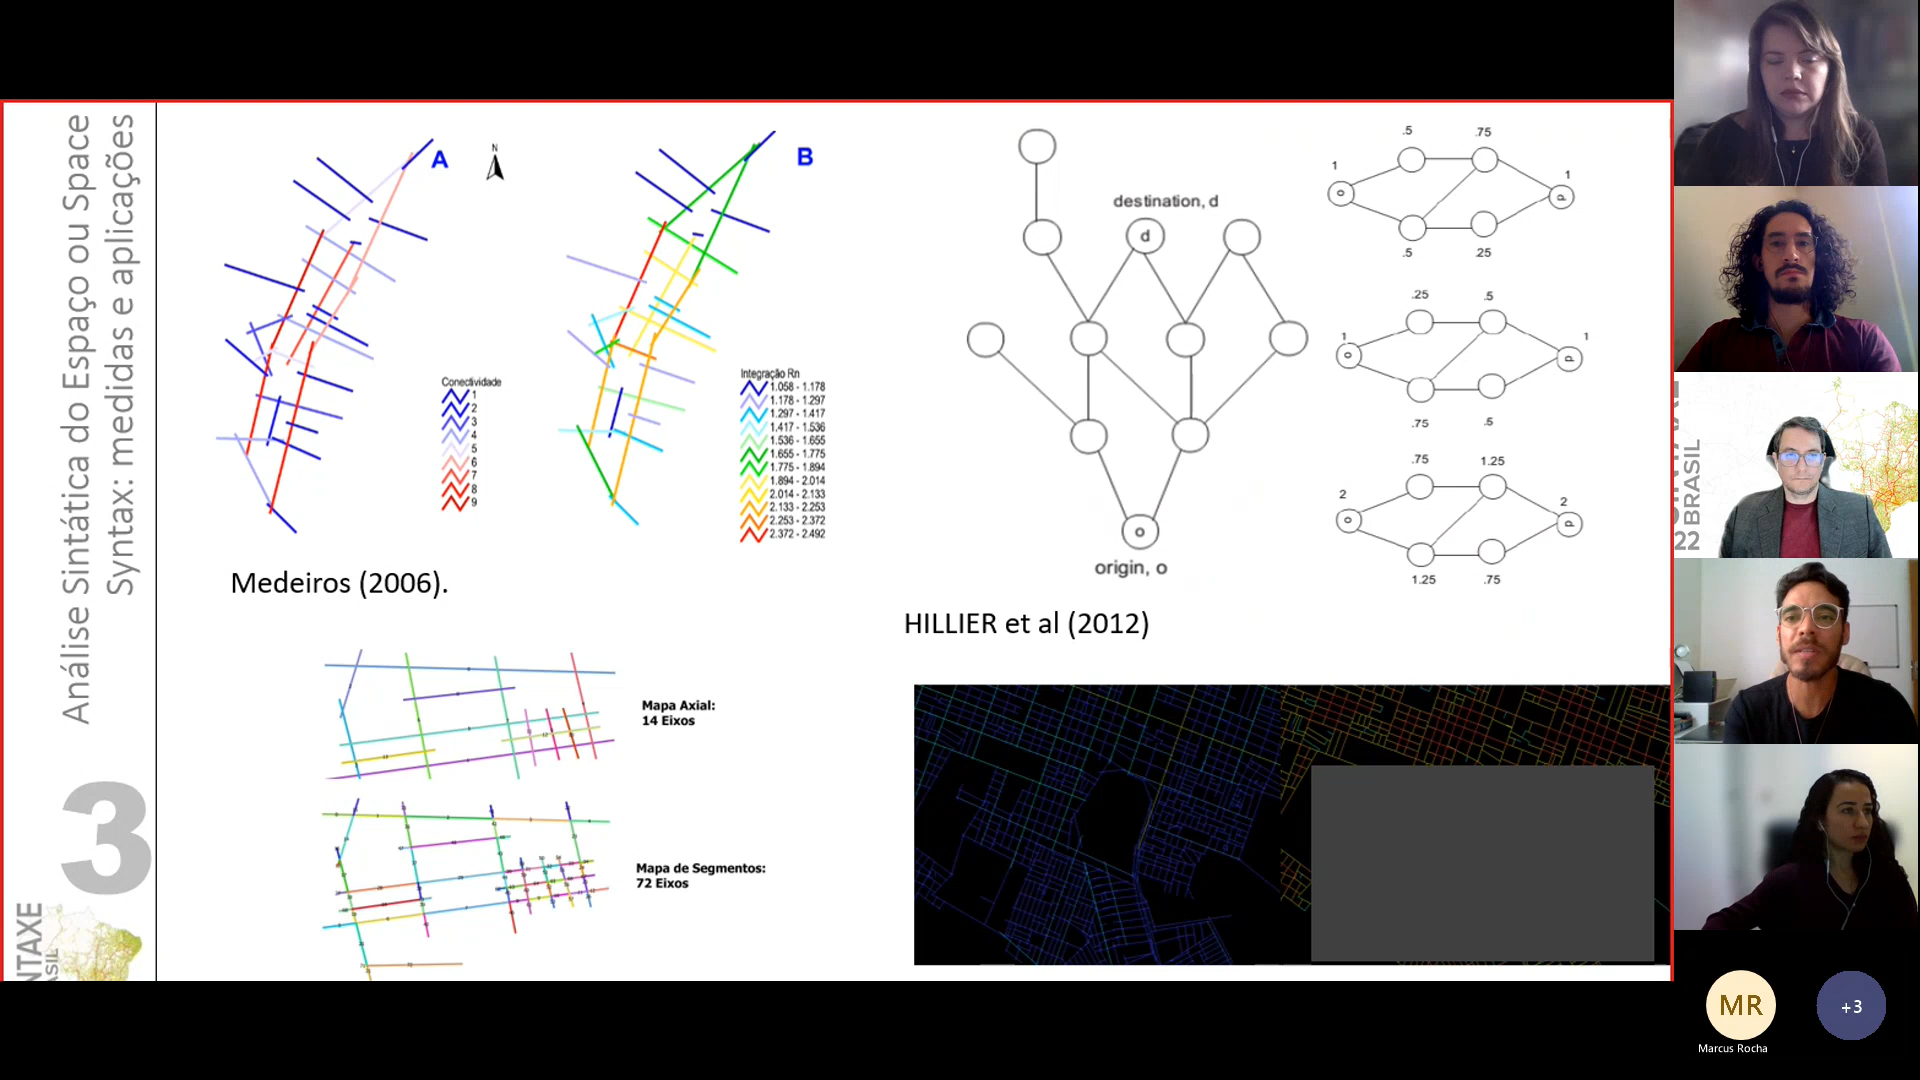 Análise Sintática do Espaço ou Space
Syntax: medidas e aplicações
3
NTAXE
ASIL
A
N
B
Conectividade
1
2
3
4
5
6
7
8
9
Integração Rn
1.058 - 1.178
1.178 - 1.297
1.297 - 1.417
1.417 - 1.536
1.536 - 1.655
1.655 - 1.775
1.775 - 1.894
1.894 - 2.014
2.014 - 2.133
2.133 - 2.253
2.253 - 2.372
2.372 - 2.492
Medeiros (2006).
Mapa Axial:
14 Eixos
Mapa de Segmentos:
72 Eixos
destination, d
d
o
origin, o
.5 .75
1 1
.5 .25
.25 .5
1 1
.75 .5
.75 1.25
2 2
1.25 .75
HILLIER et al (2012)
BRASIL
22
MR
Marcus Rocha
+3